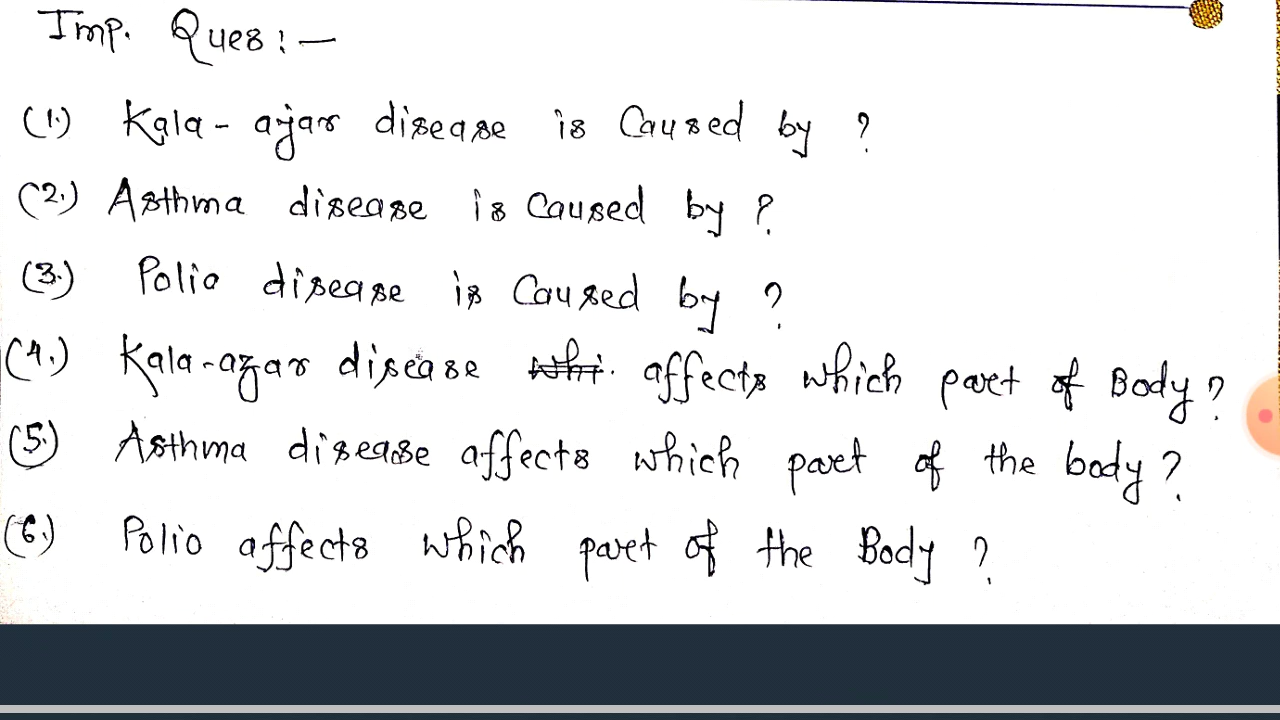 Imp. Ques:-
(1.) Kala-ajar disease is Caused by ?
(2.) Asthma disease is Caused by ?
(3.) Polio disease is Caused by ?
(4.) Kala-azar disease affects which part of Body ?
(5.) Asthma disease affects which part of the body ?
(6.) Polio affects which part of the Body ?